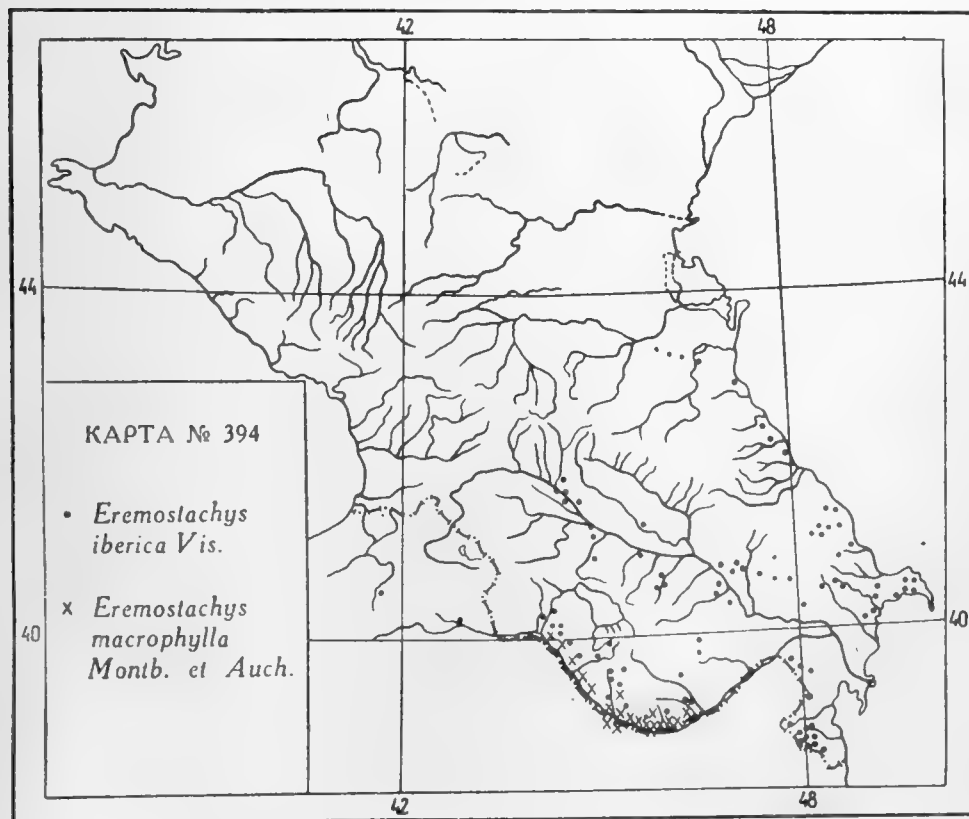 42 48
44 44
КАРТА № 394
• Eremostachys
iberica Vis.
× Eremostachys
macrophylla
Montb. et Auch.
40 40
42 48